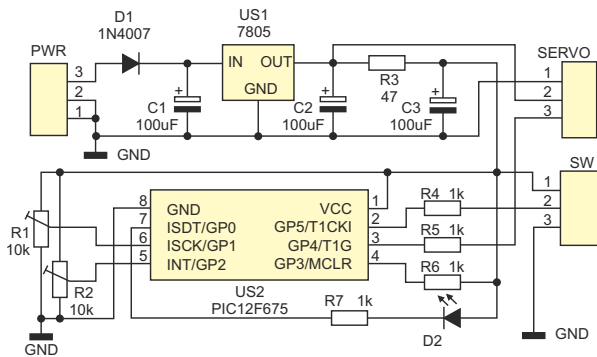 D1
1N4007
US1
7805
PWR
SERVO
3
2
1
IN OUT
GND
+
C1
100uF
+
C2
100uF
R3
47
+
C3
100uF
1
2
3
GND
SW
8 GND
7 ISDT/GP0
6 ISCK/GP1
5 INT/GP2
VCC 1
GP5/T1CKI 2
GP4/T1G 3
GP3/MCLR 4
US2
PIC12F675
R4 1k
R5 1k
R6 1k
1
2
3
R1
10k
R2
10k
R7 1k
D2
GND
GND